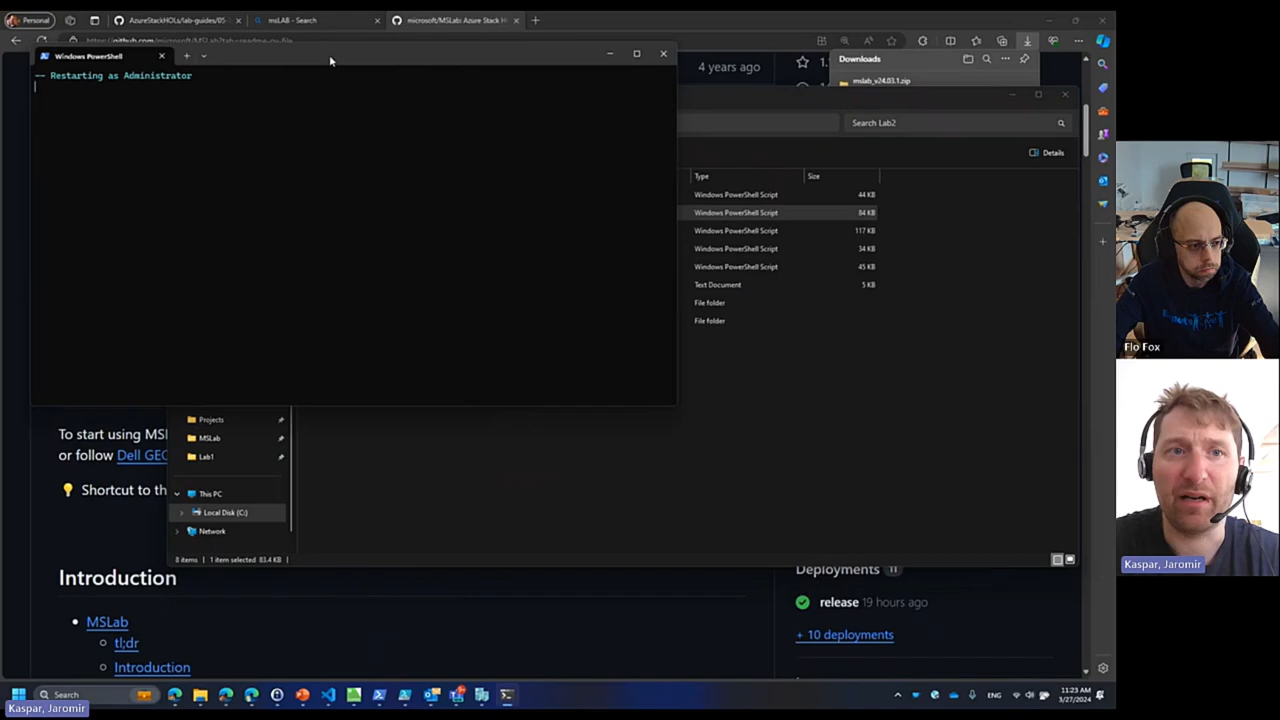 Personal
AzureStackHOLs/lab-guides/05-
msLAB - Search
microsoft/MSLab: Azure Stack H
Windows PowerShell
-- Restarting as Administrator
4 years ago
Downloads
mslab_v24.03.1.zip
Search Lab2
Details
Type
Size
Windows PowerShell Script
44 KB
Windows PowerShell Script
84 KB
Windows PowerShell Script
117 KB
Windows PowerShell Script
34 KB
Windows PowerShell Script
45 KB
Text Document
5 KB
File folder
File folder
Projects
MSLab
Lab1
This PC
Local Disk (C:)
Network
8 items
1 item selected 83.4 KB
To start using MSl
or follow Dell GEC
Shortcut to th
Introduction
MSLab
tl;dr
Introduction
Deployments 11
release 19 hours ago
+ 10 deployments
Search
ENG
11:23 AM
3/27/2024
Flo Fox
Kaspar, Jaromir
Kaspar, Jaromir